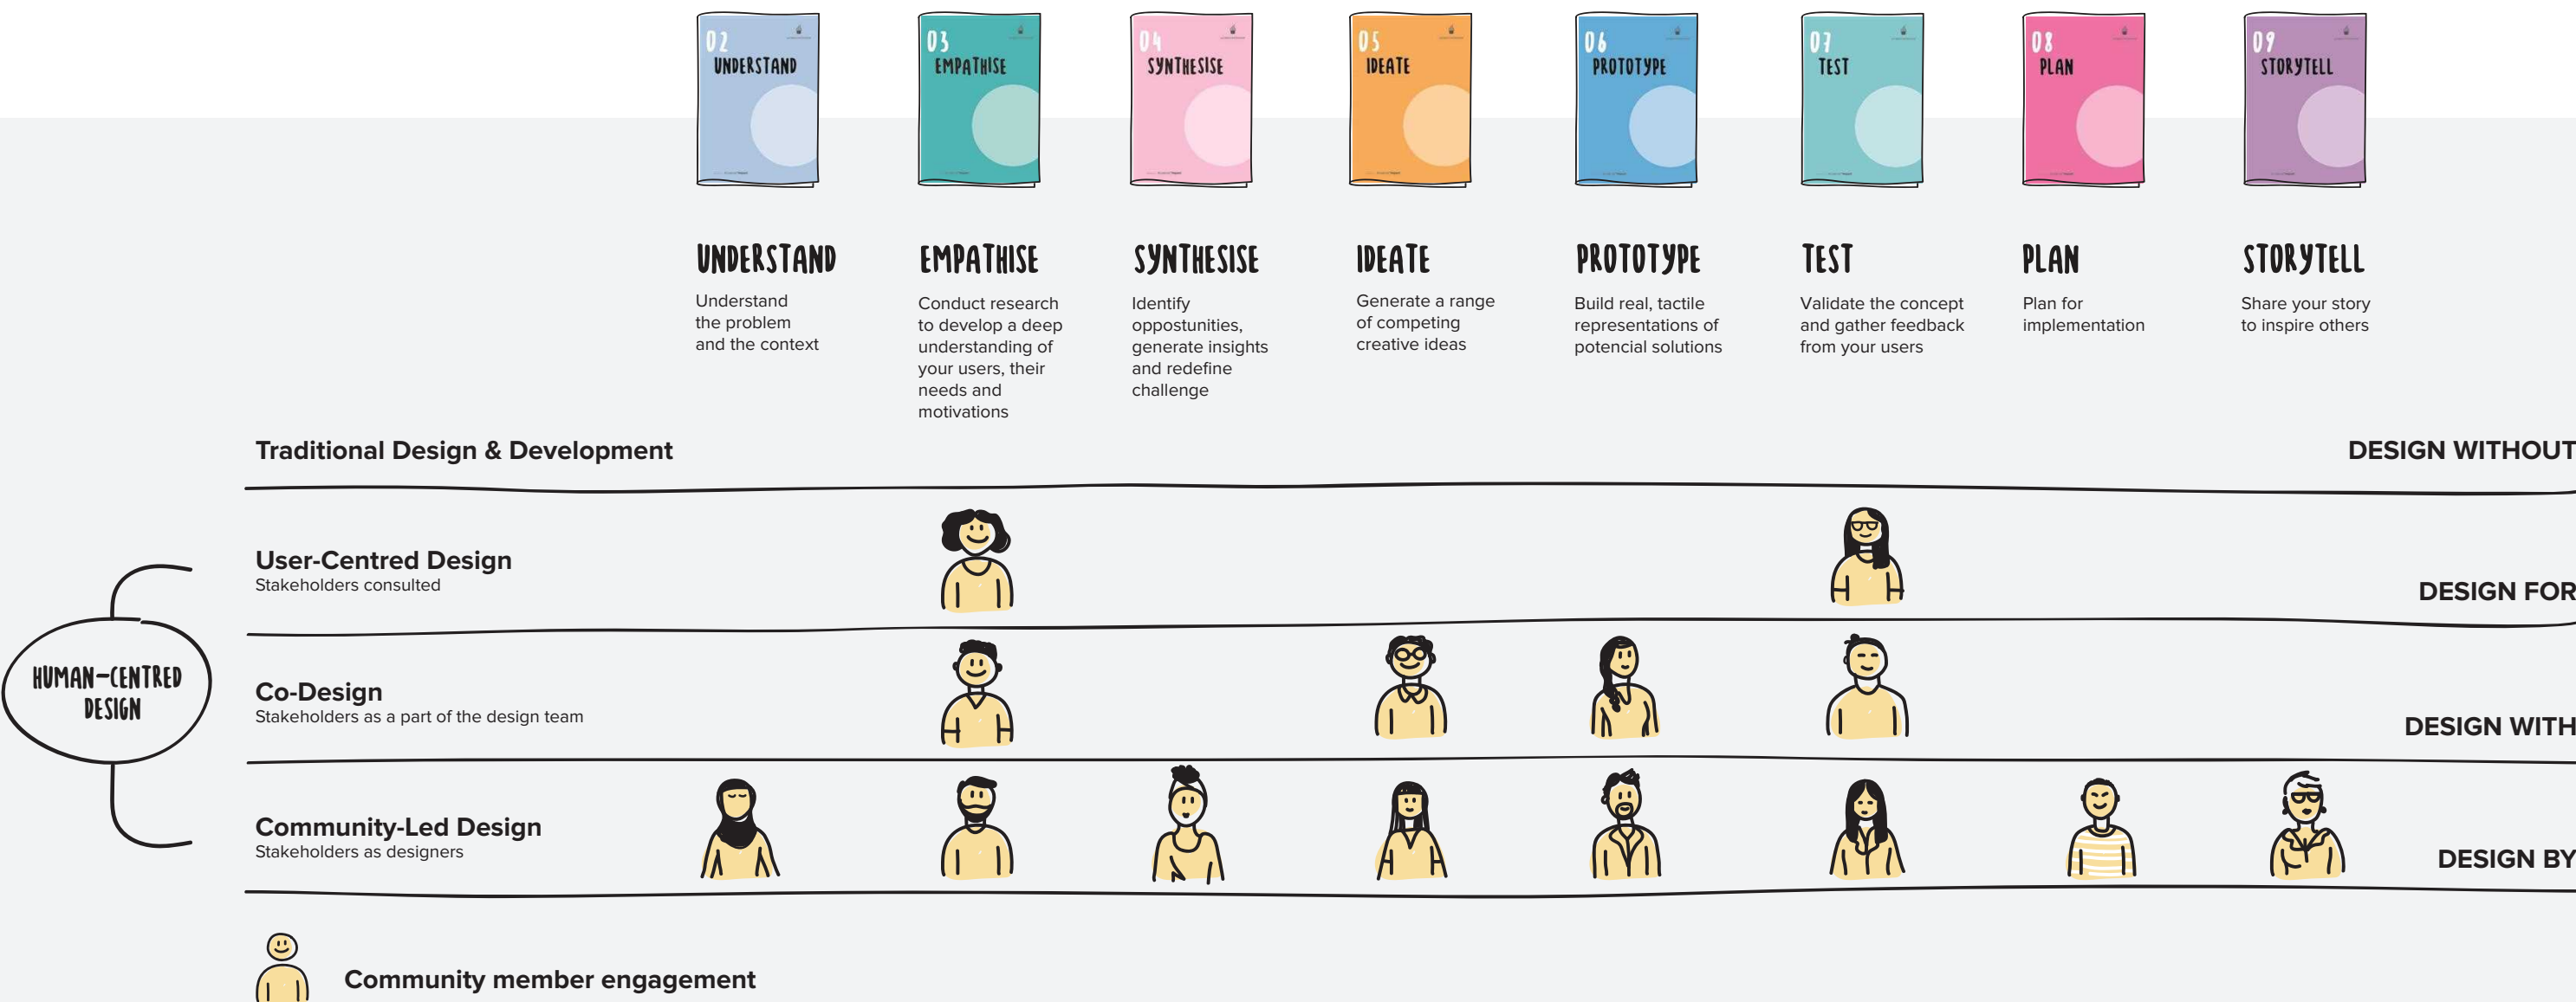 02
UNDERSTAND
03
EMPATHISE
04
SYNTHESISE
05
IDEATE
06
PROTOTYPE
07
TEST
08
PLAN
09
STORYTELL
UNDERSTAND
Understand
the problem
and the context
EMPATHISE
Conduct research
to develop a deep
understanding of
your users, their
needs and
motivations
SYNTHESISE
Identify
oppostunities,
generate insights
and redefine
challenge
IDEATE
Generate a range
of competing
creative ideas
PROTOTYPE
Build real, tactile
representations of
potencial solutions
TEST
Validate the concept
and gather feedback
from your users
PLAN
Plan for
implementation
STORYTELL
Share your story
to inspire others
Traditional Design & Development
DESIGN WITHOUT
User-Centred Design
Stakeholders consulted
DESIGN FOR
HUMAN-CENTRED
DESIGN
Co-Design
Stakeholders as a part of the design team
DESIGN WITH
Community-Led Design
Stakeholders as designers
DESIGN BY
Community member engagement